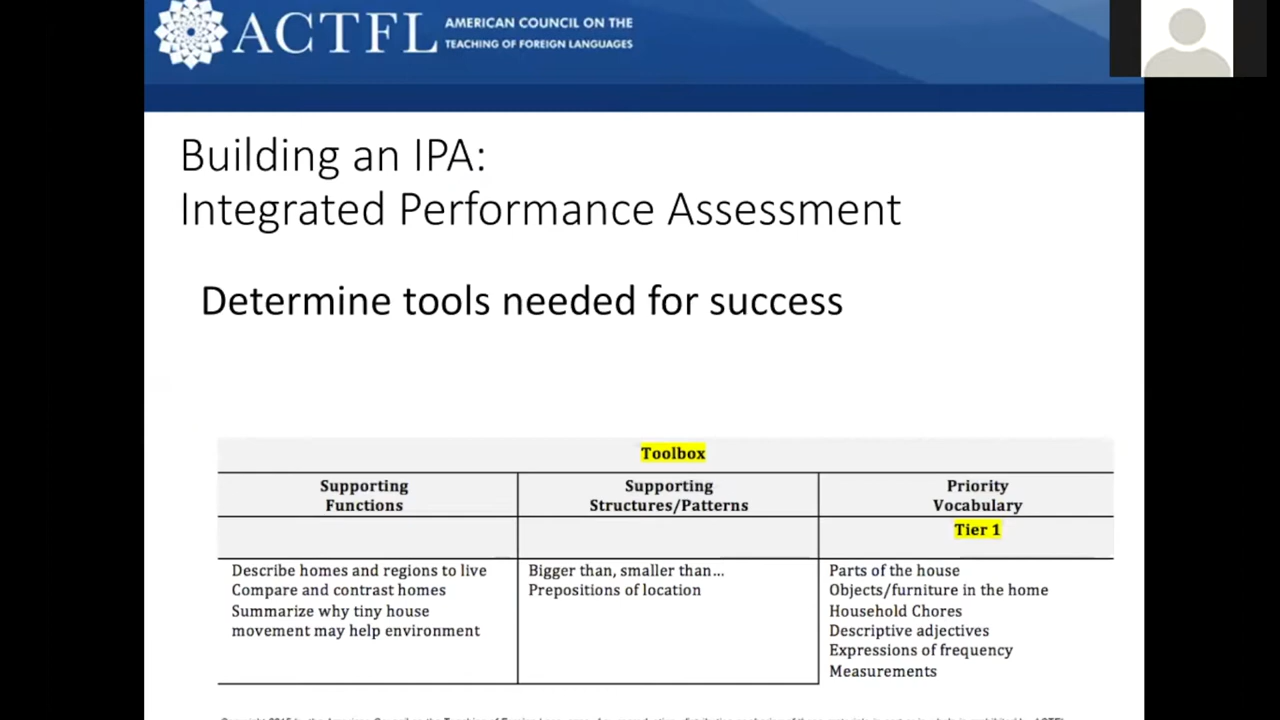 ACTFL
AMERICAN COUNCIL ON THE
TEACHING OF FOREIGN LANGUAGES
Building an IPA:
Integrated Performance Assessment
Determine tools needed for success
Toolbox
Supporting
Functions
Supporting
Structures/Patterns
Priority
Vocabulary
Tier 1
Describe homes and regions to live
Compare and contrast homes
Summarize why tiny house
movement may help environment
Bigger than, smaller than…
Prepositions of location
Parts of the house
Objects/furniture in the home
Household Chores
Descriptive adjectives
Expressions of frequency
Measurements